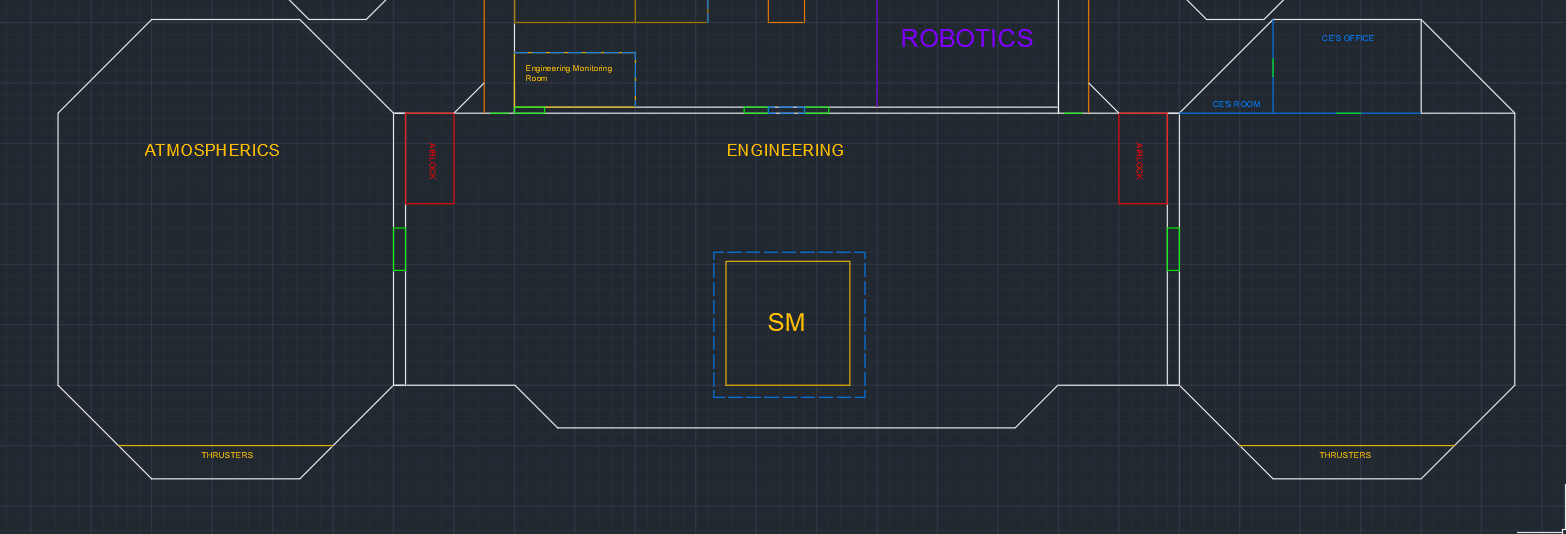 ROBOTICS
CE'S OFFICE
Engineering Monitoring
Room
CE'S ROOM
ATMOSPHERICS
AIRLOCK
ENGINEERING
AIRLOCK
SM
THRUSTERS
THRUSTERS